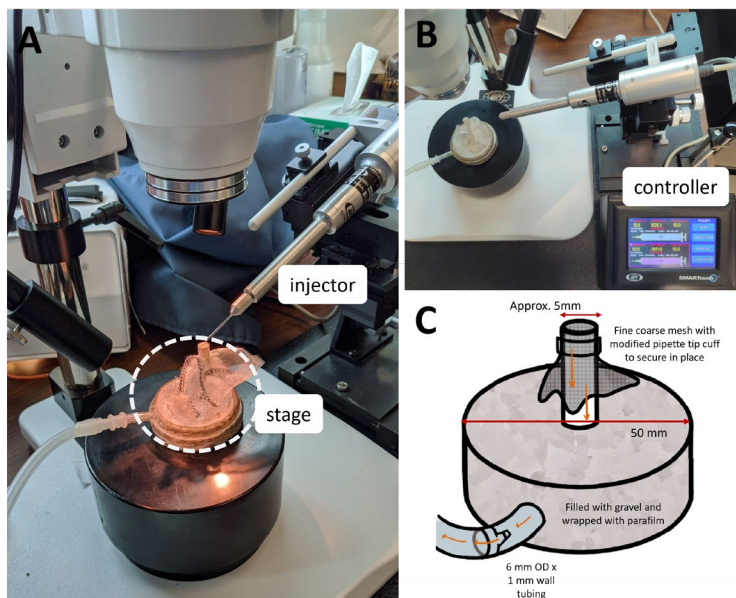 A
injector
stage
B
controller
SMARTouch
C
Approx. 5mm
Fine coarse mesh with
modified pipette tip cuff
to secure in place
50 mm
Filled with gravel and
wrapped with parafilm
6 mm OD x
1 mm wall
tubing